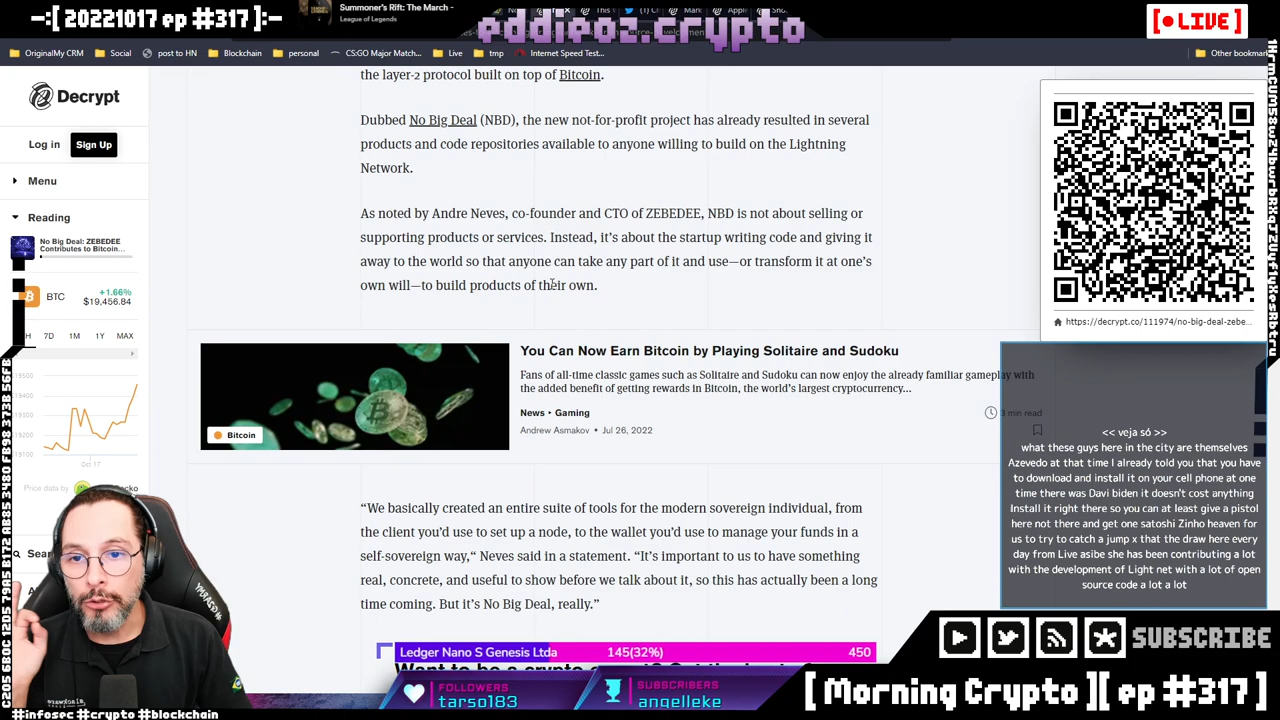 -:[ 20221017 ep #317 ]:-
Summoner's Rift: The March -
League of Legends
eddieoz.crypto
[ LIVE ]
OriginalMy CRM
Social
post to HN
Blockchain
personal
CS:GO Major Match...
Live
tmp
Internet Speed Test...
Other bookmar
Decrypt
Log in
Sign Up
Menu
Reading
No Big Deal: ZEBEDEE
Contributes to Bitcoin...
BTC
+1.66%
$19,456.84
7D 1M 1Y MAX
Oct 17
Price data by
the layer-2 protocol built on top of Bitcoin.
Dubbed No Big Deal (NBD), the new not-for-profit project has already resulted in several
products and code repositories available to anyone willing to build on the Lightning
Network.
As noted by Andre Neves, co-founder and CTO of ZEBEDEE, NBD is not about selling or
supporting products or services. Instead, it's about the startup writing code and giving it
away to the world so that anyone can take any part of it and use—or transform it at one's
own will—to build products of their own.
Bitcoin
You Can Now Earn Bitcoin by Playing Solitaire and Sudoku
Fans of all-time classic games such as Solitaire and Sudoku can now enjoy the already familiar gameplay with
the added benefit of getting rewards in Bitcoin, the world's largest cryptocurrency...
News ‣ Gaming
3 min read
Andrew Asmakov • Jul 26, 2022
“We basically created an entire suite of tools for the modern sovereign individual, from
the client you'd use to set up a node, to the wallet you'd use to manage your funds in a
self-sovereign way,“ Neves said in a statement. “It's important to us to have something
real, concrete, and useful to show before we talk about it, so this has actually been a long
time coming. But it's No Big Deal, really.”
https://decrypt.co/111974/no-big-deal-zebe...
<< veja só >>
what these guys here in the city are themselves
Azevedo at that time I already told you that you have
to download and install it on your cell phone at one
time there was Davi biden it doesn't cost anything
Install it right there so you can at least give a pistol
here not there and get one satoshi Zinho heaven for
us to try to catch a jump x that the draw here every
day from Live asibe she has been contributing a lot
with the development of Light net with a lot of open
source code a lot a lot
Ledger Nano S Genesis Ltda
145(32%)
450
FOLLOWERS
tarso183
SUBSCRIBERS
angelleke
SUBSCRIBE
[ Morning Crypto ][ ep #317 ]
#infosec #crypto #blockchain